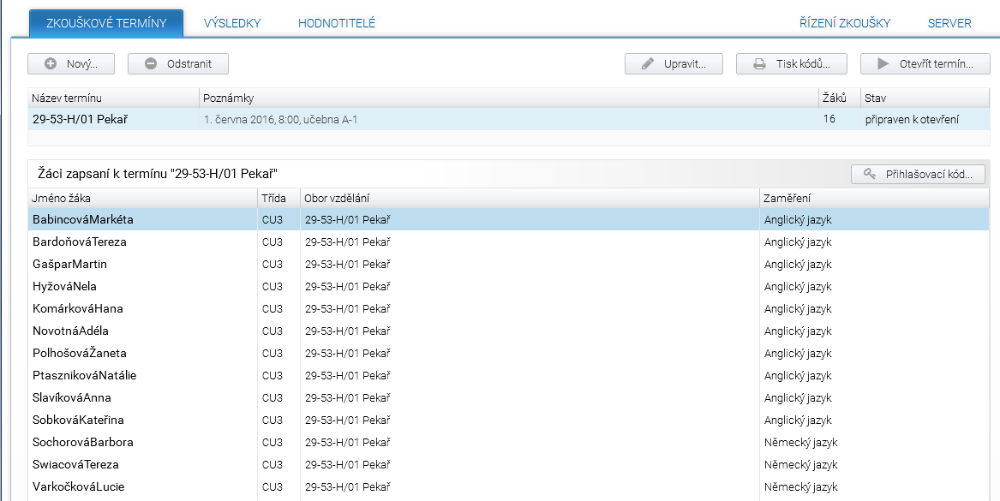 ZKOUŠKOVÉ TERMÍNY VÝSLEDKY HODNOTITELÉ ŘÍZENÍ ZKOUŠKY SERVER
Nový... Odstranit Upravit... Tisk kódů... Otevřít termín...
Název termínu Poznámky Žáků Stav
29-53-H/01 Pekař 1. června 2016, 8:00, učebna A-1 16 připraven k otevření
Žáci zapsaní k termínu "29-53-H/01 Pekař" Přihlašovací kód...
Jméno žáka Třída Obor vzdělání Zaměření
BabincováMarkéta CU3 29-53-H/01 Pekař Anglický jazyk
BardoňováTereza CU3 29-53-H/01 Pekař Anglický jazyk
GašparMartin CU3 29-53-H/01 Pekař Anglický jazyk
HyžováNela CU3 29-53-H/01 Pekař Anglický jazyk
KomárkováHana CU3 29-53-H/01 Pekař Anglický jazyk
NovotnáAdéla CU3 29-53-H/01 Pekař Anglický jazyk
PolhošováŽaneta CU3 29-53-H/01 Pekař Anglický jazyk
PtasznikováNatálie CU3 29-53-H/01 Pekař Anglický jazyk
SlavíkováAnna CU3 29-53-H/01 Pekař Anglický jazyk
SobkováKateřina CU3 29-53-H/01 Pekař Anglický jazyk
SochorováBarbora CU3 29-53-H/01 Pekař Německý jazyk
SwiacováTereza CU3 29-53-H/01 Pekař Německý jazyk
VarkočkováLucie CU3 29-53-H/01 Pekař Německý jazyk